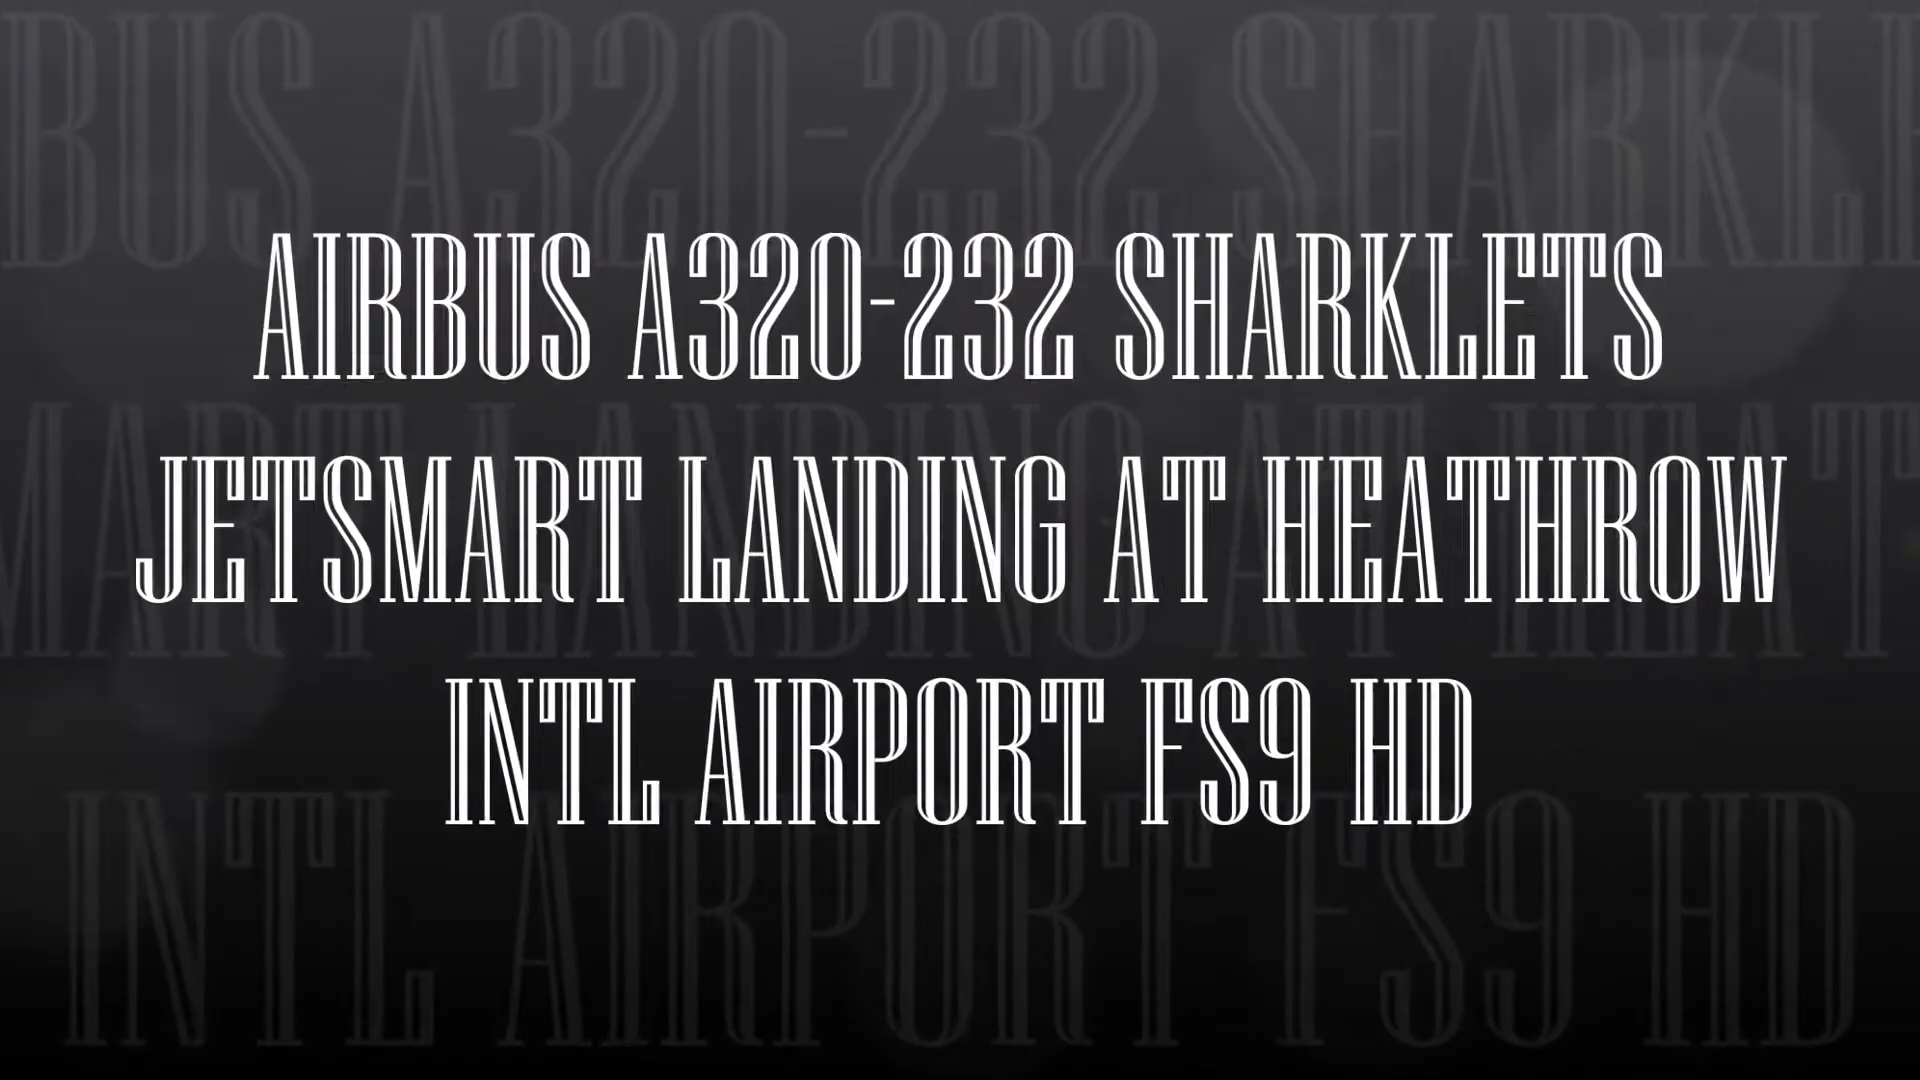 AIRBUS A320-232 SHARKLETS
JETSMART LANDING AT HEATHROW
INTL AIRPORT FS9 HD